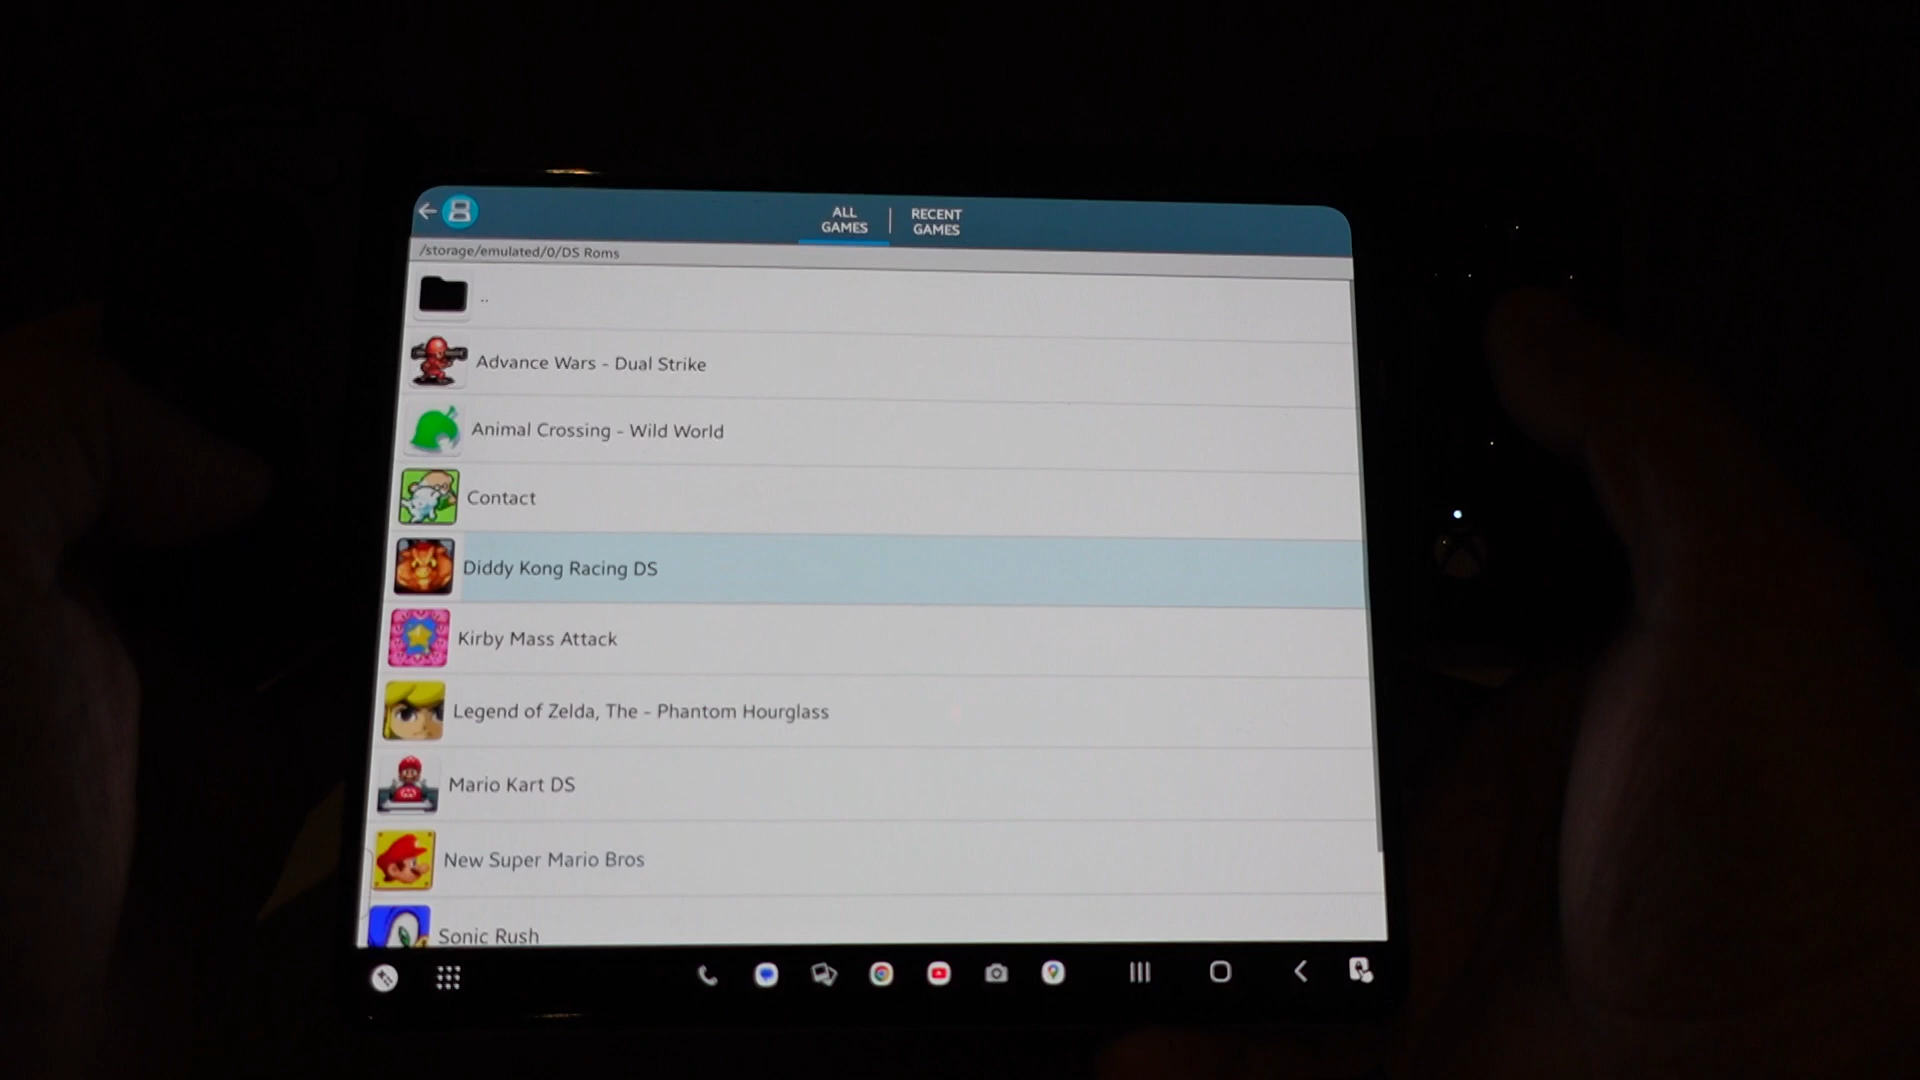 ALL
GAMES
RECENT
GAMES
/storage/emulated/0/DS Roms
..
Advance Wars - Dual Strike
Animal Crossing - Wild World
Contact
Diddy Kong Racing DS
Kirby Mass Attack
Legend of Zelda, The - Phantom Hourglass
Mario Kart DS
New Super Mario Bros
Sonic Rush